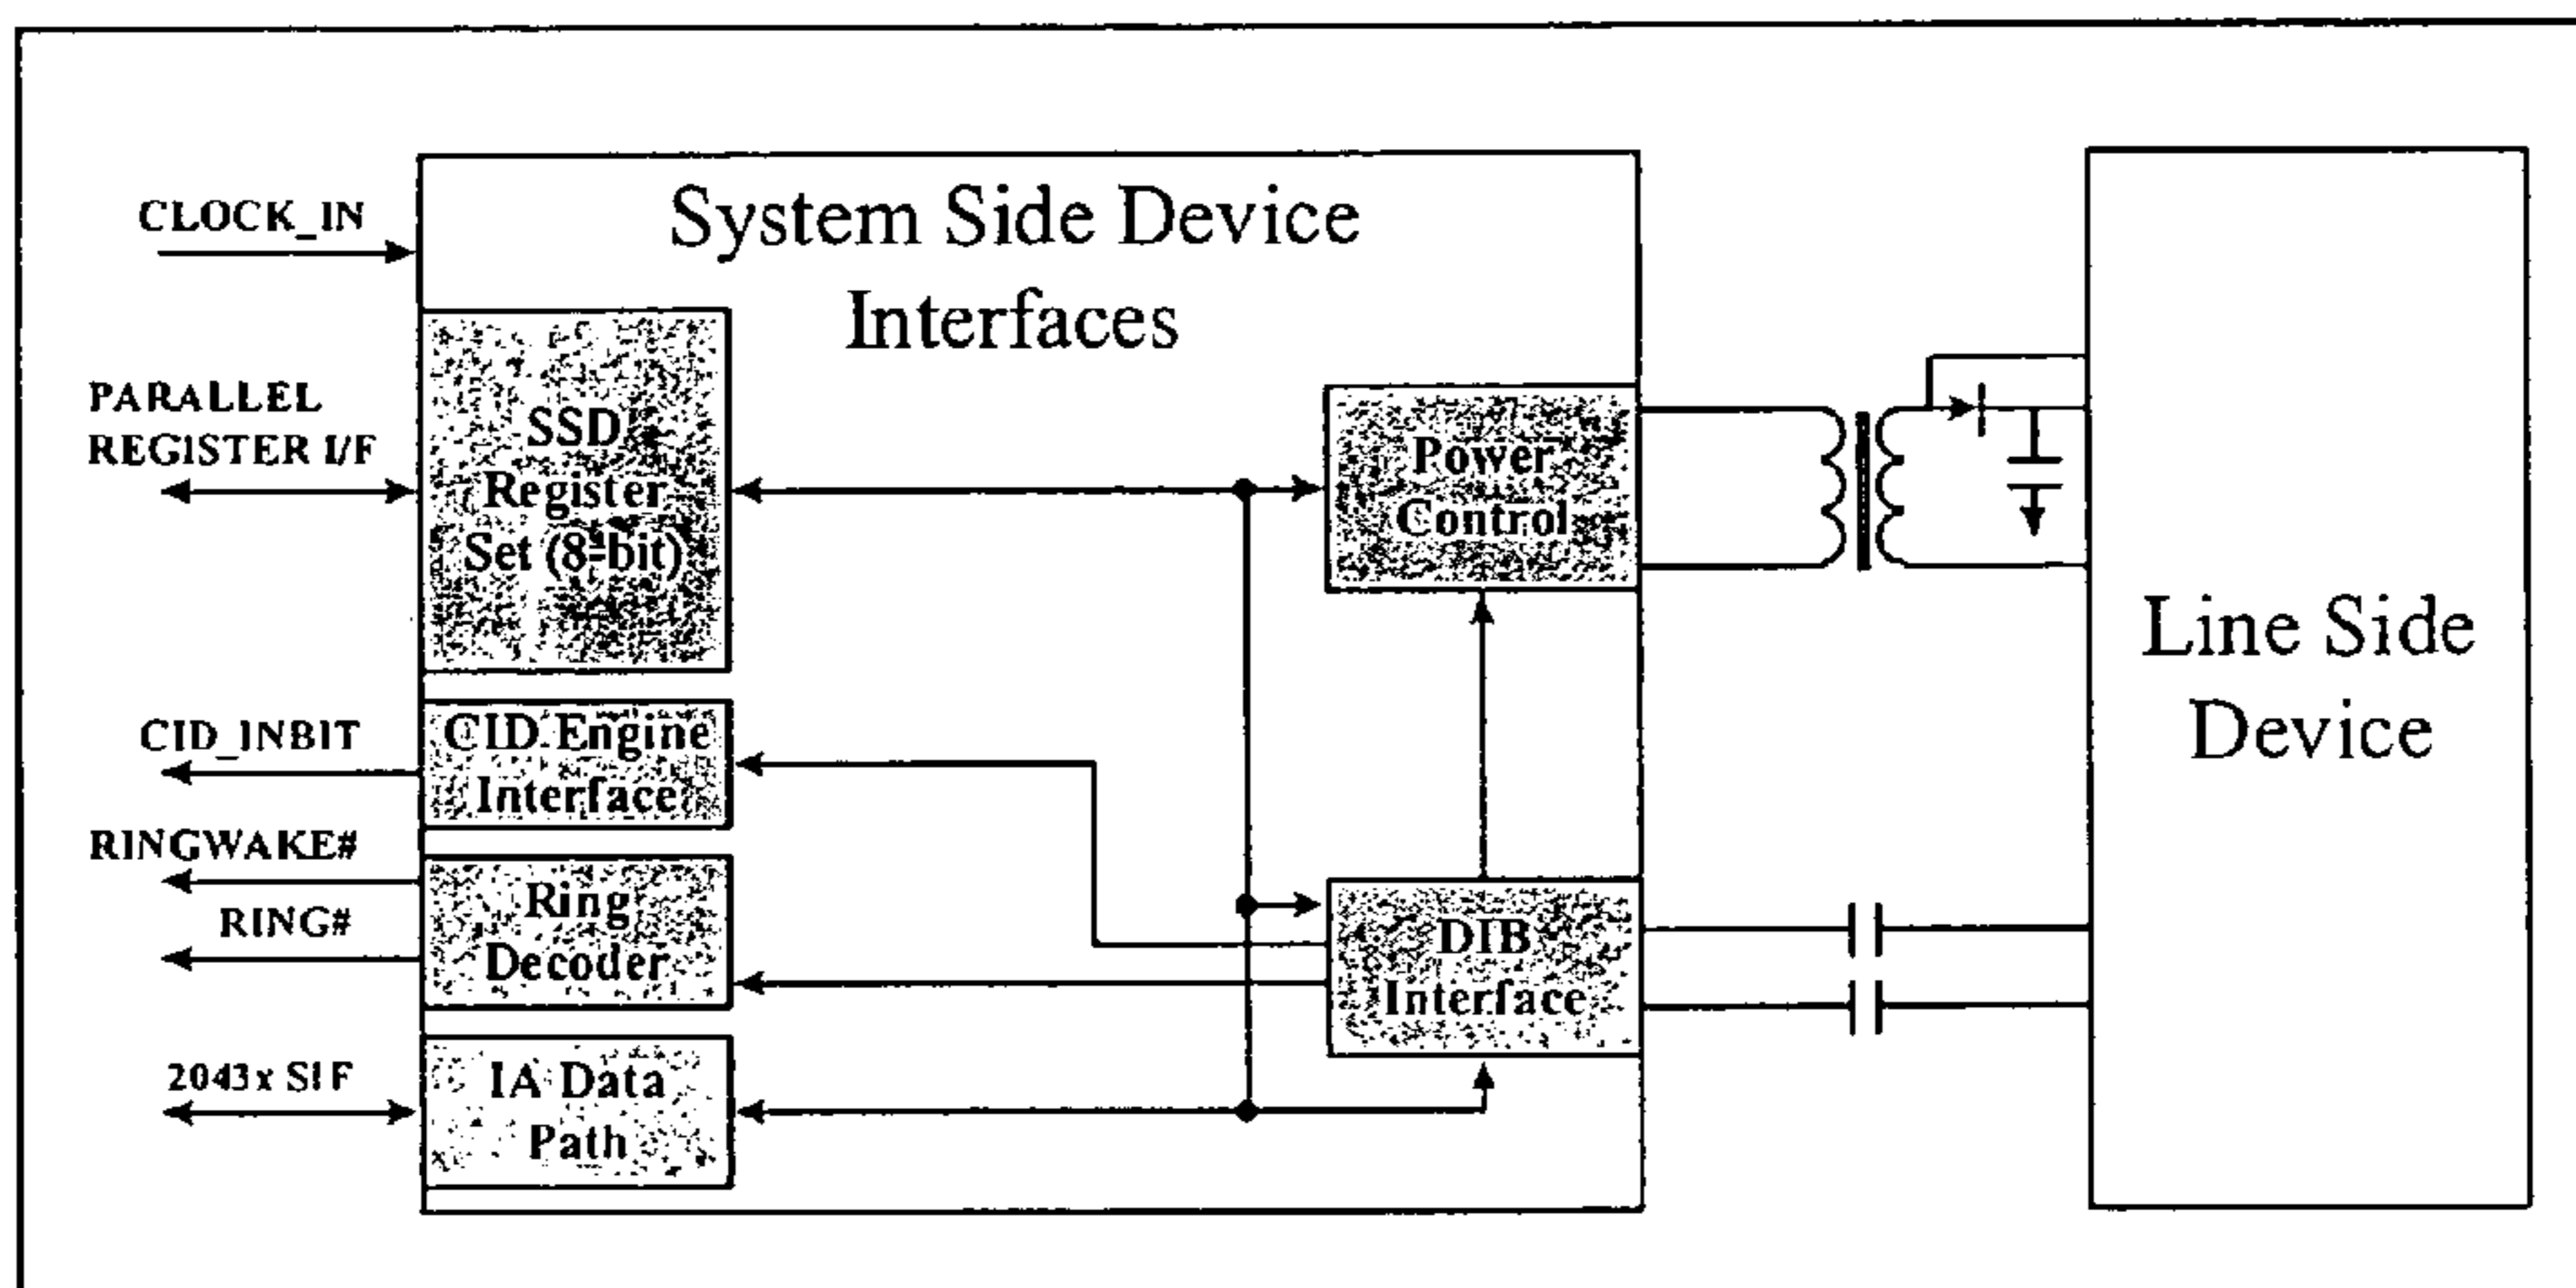 System Side Device
Interfaces
CLOCK_IN
PARALLEL
REGISTER I/F
SSD
Register
Set (8-bit)
Power
Control
Line Side
Device
CID_INBIT
CID Engine
Interface
RINGWAKE#
RING#
Ring
Decoder
DIB
Interface
2043x SIF
IA Data
Path